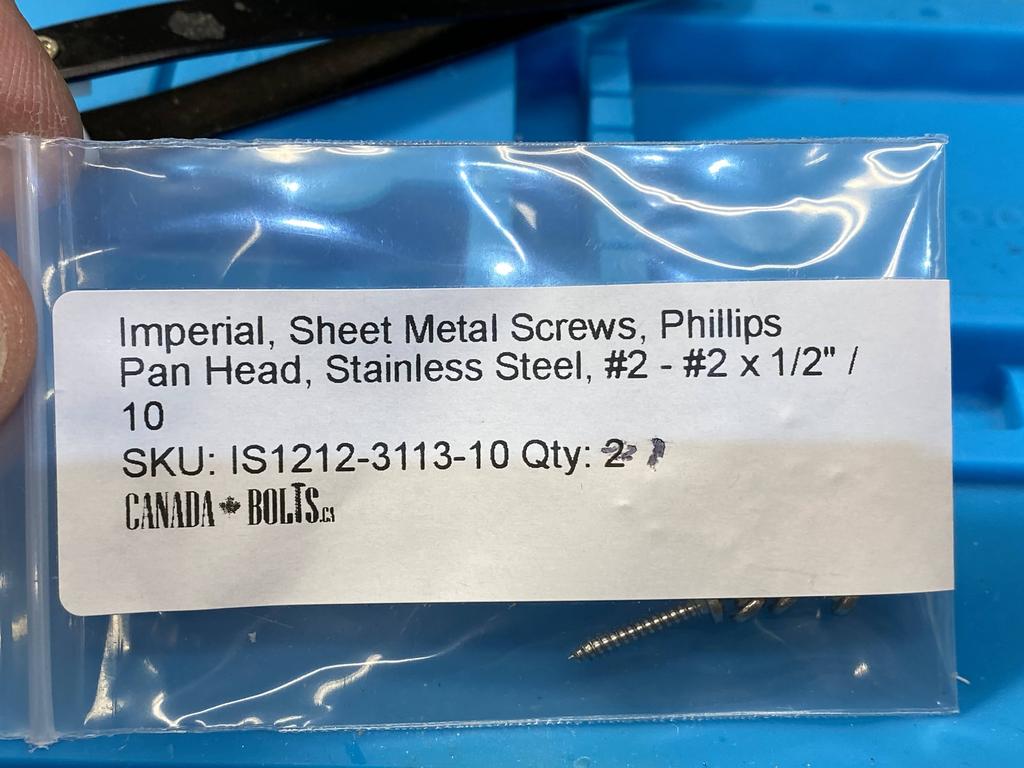 Imperial, Sheet Metal Screws, Phillips
Pan Head, Stainless Steel, #2 - #2 x 1/2" /
10
SKU: IS1212-3113-10 Qty: 2 1
CANADA BOLTS.CA